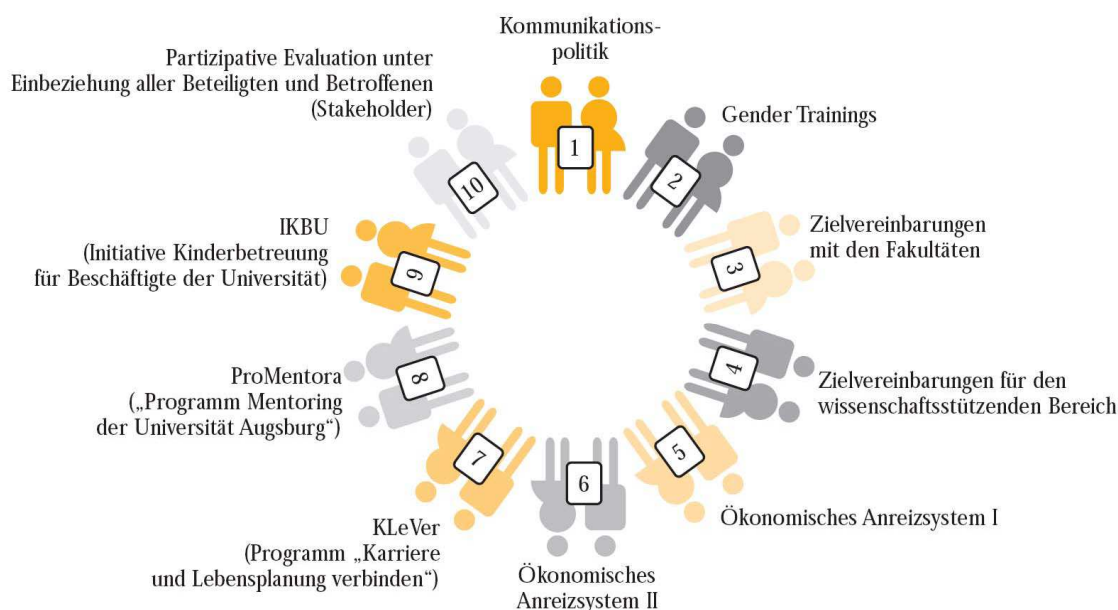 Kommunikations-
politik
1
Gender Trainings
2
Zielvereinbarungen
mit den Fakultäten
3
Zielvereinbarungen für den
wissenschaftsstützenden Bereich
4
Ökonomisches Anreizsystem I
5
Ökonomisches
Anreizsystem II
6
KLeVer
(Programm „Karriere
und Lebensplanung verbinden“)
7
ProMentora
(„Programm Mentoring
der Universität Augsburg“)
8
IKBU
(Initiative Kinderbetreuung
für Beschäftigte der Universität)
9
Partizipative Evaluation unter
Einbeziehung aller Beteiligten und Betroffenen
(Stakeholder)
10